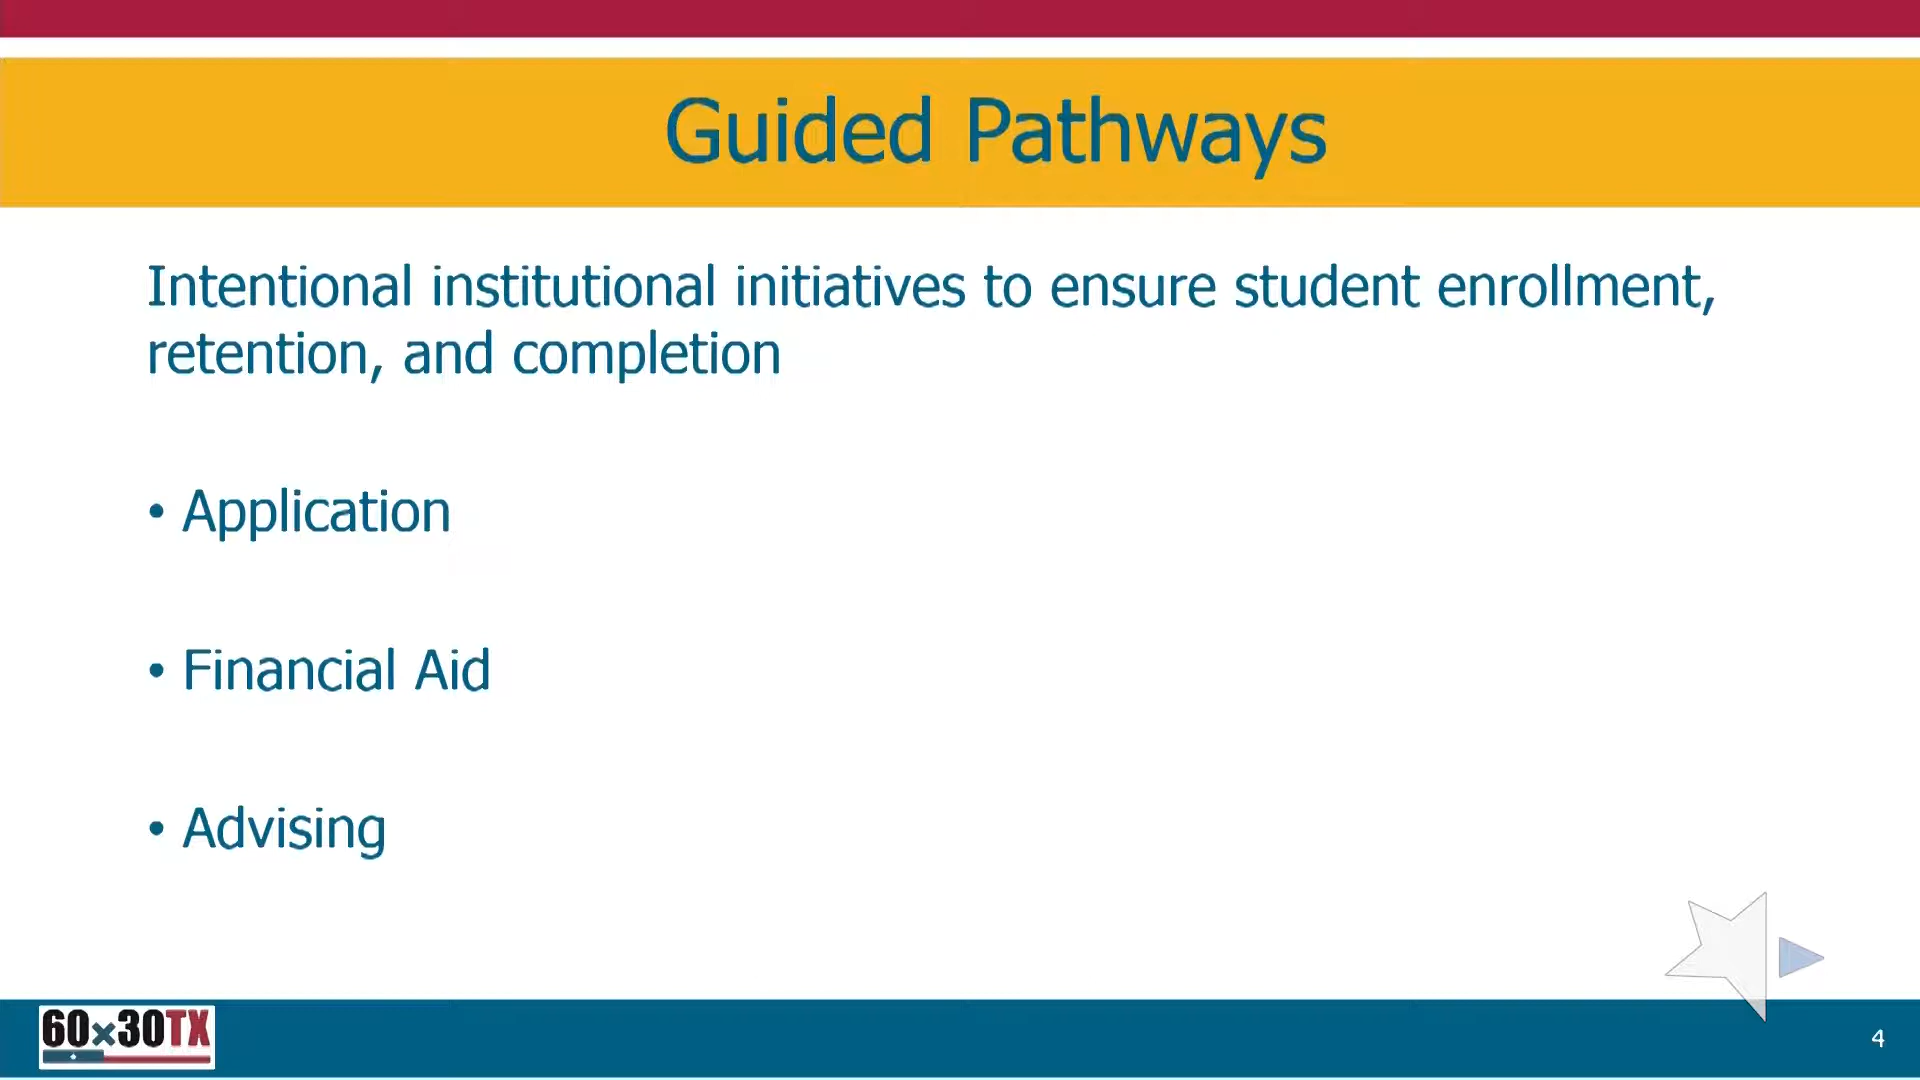 Guided Pathways
Intentional institutional initiatives to ensure student enrollment,
retention, and completion
• Application
• Financial Aid
• Advising
60x30TX
4